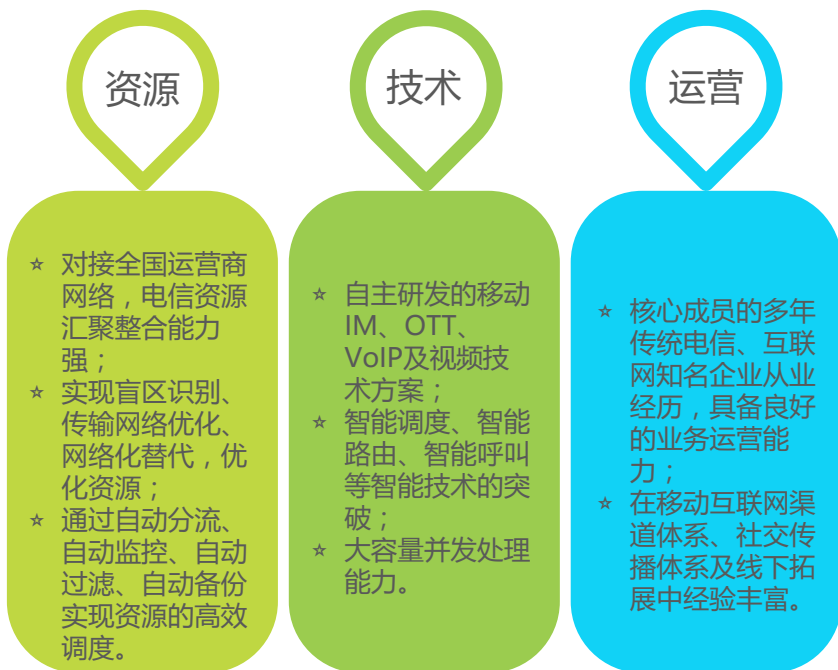 资源
☆ 对接全国运营商
网络，电信资源
汇聚整合能力
强；
☆ 实现盲区识别、
传输网络优化、
网络化替代，优
化资源；
☆ 通过自动分流、
自动监控、自动
过滤、自动备份
实现资源的高效
调度。
技术
☆ 自主研发的移动
IM、OTT、
VoIP及视频技
术方案；
☆ 智能调度、智能
路由、智能呼叫
等智能技术的突
破；
☆ 大容量并发处理
能力。
运营
☆ 核心成员的多年
传统电信、互联
网知名企业从业
经历，具备良好
的业务运营能
力；
☆ 在移动互联网渠
道体系、社交传
播体系及线下拓
展中经验丰富。